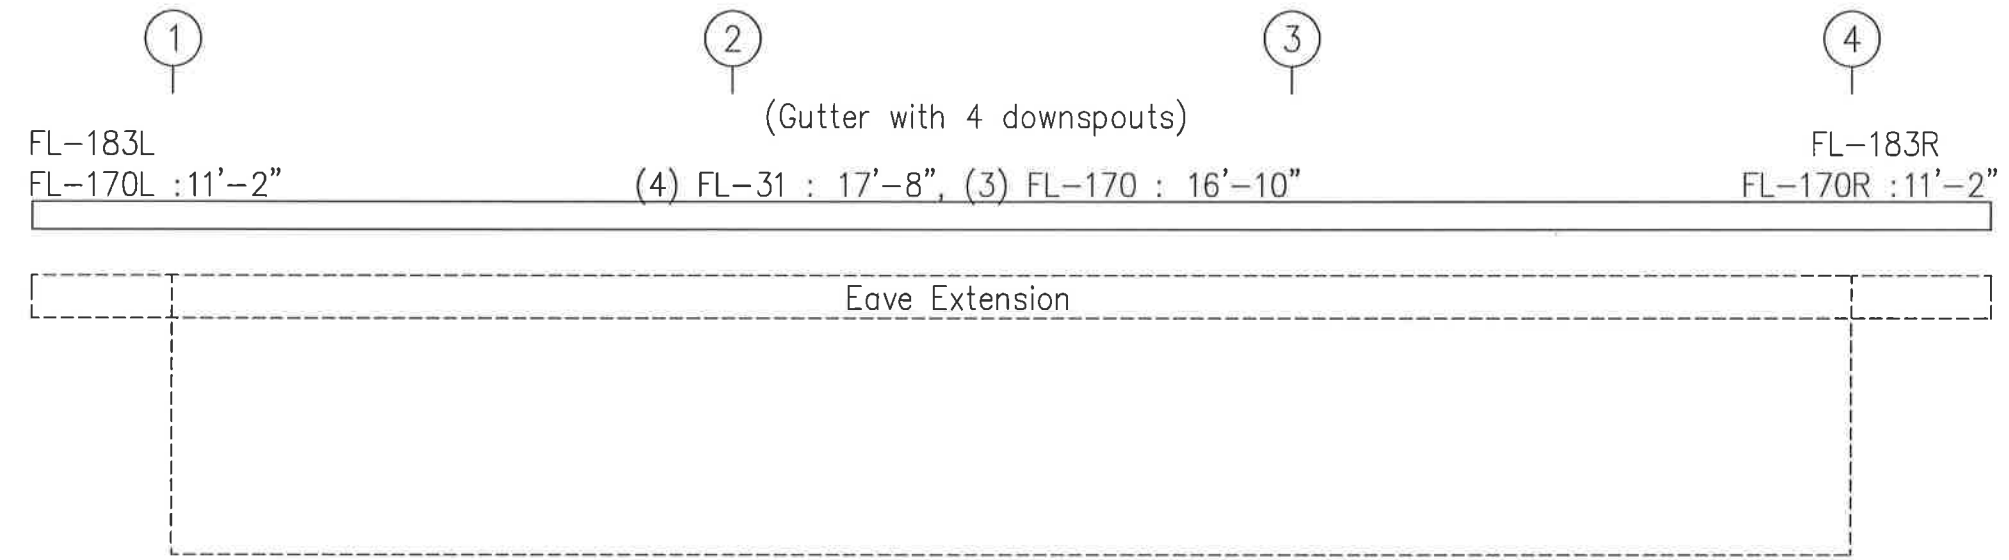 1 2 3 4
(Gutter with 4 downspouts)
FL-183L FL-183R
FL-170L :11'-2" (4) FL-31 : 17'-8", (3) FL-170 : 16'-10" FL-170R :11'-2"
Eave Extension